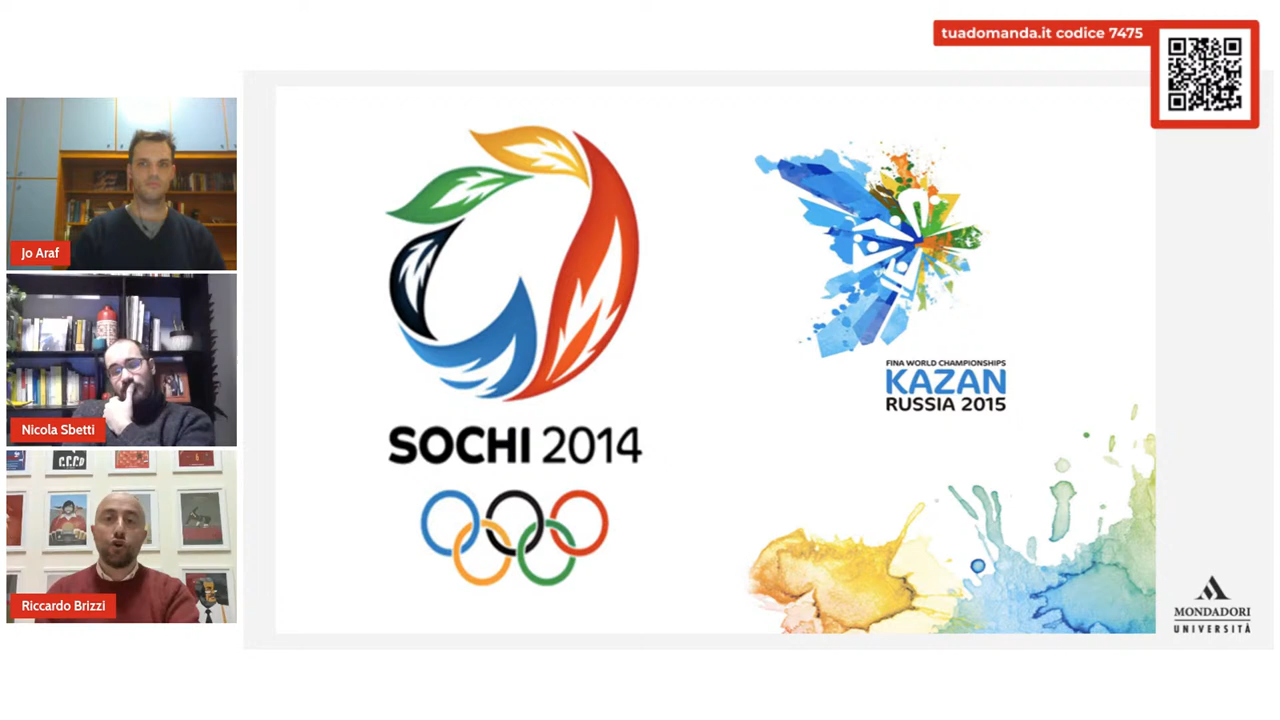 tuadomanda.it codice 7475
Jo Araf
Nicola Sbetti
CCCP
Riccardo Brizzi
SOCHI 2014
FINA WORLD CHAMPIONSHIPS
KAZAN
RUSSIA 2015
MONDADORI
UNIVERSITÀ